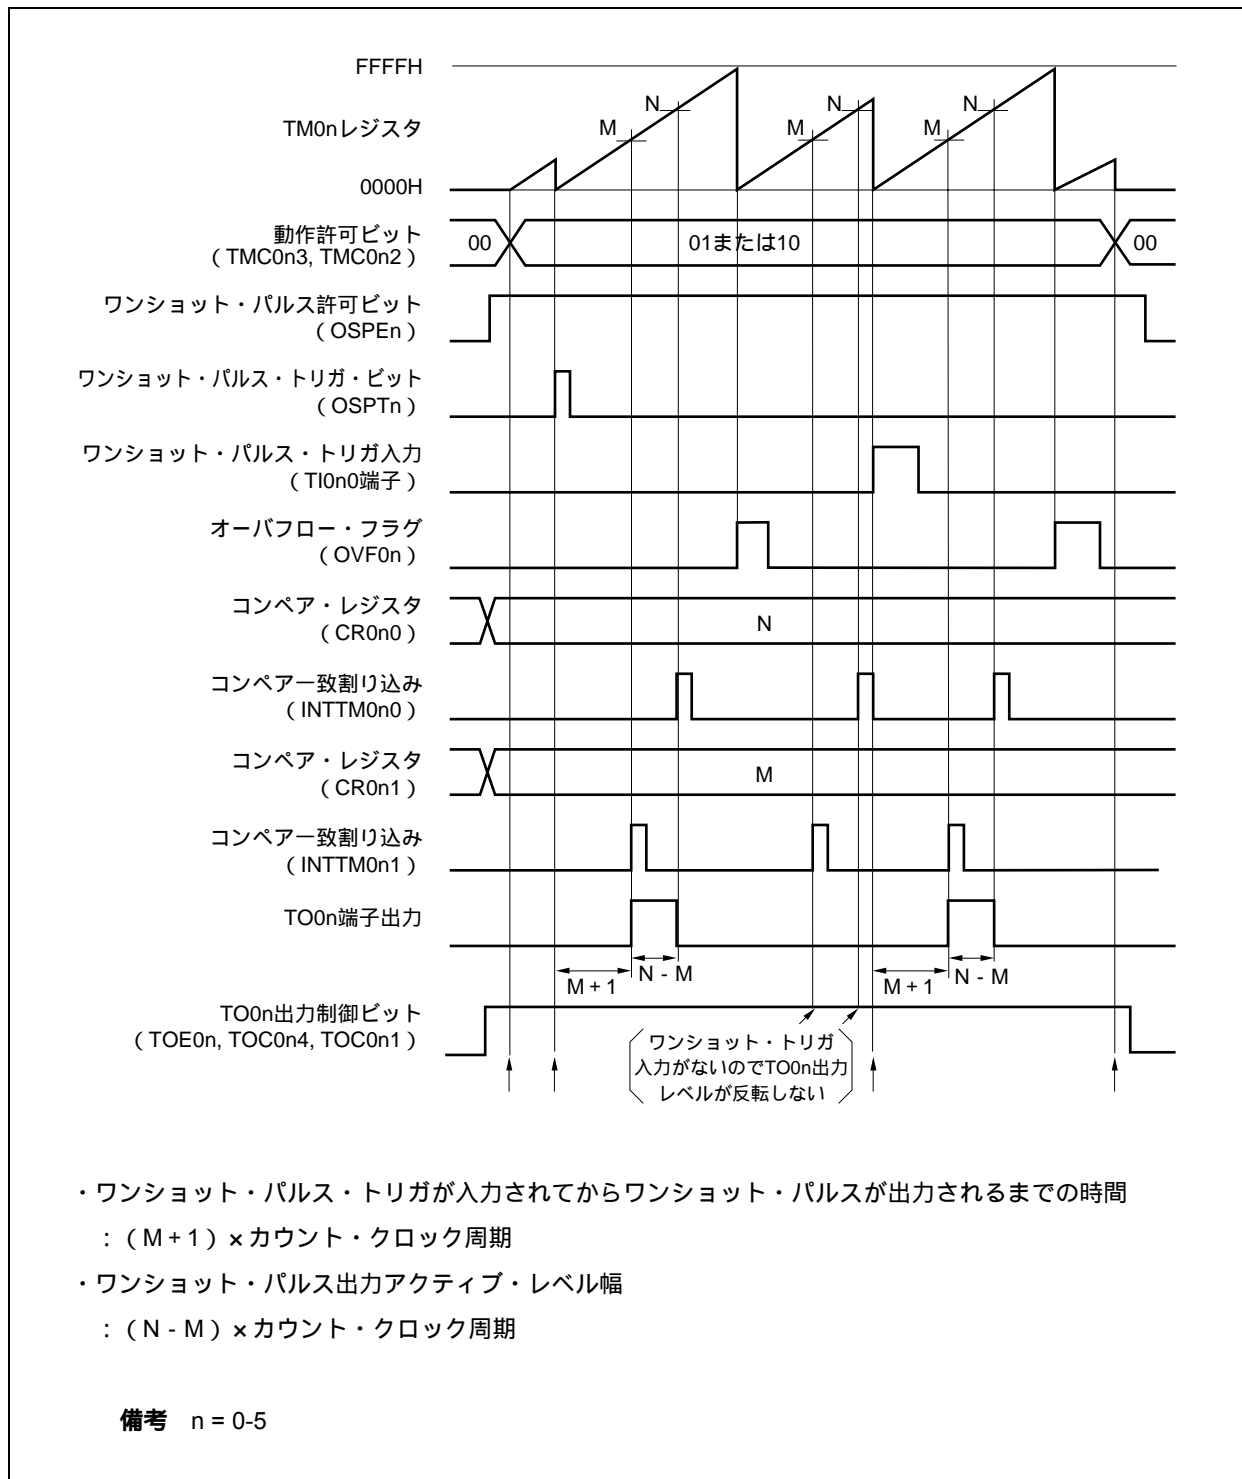 FFFFH
N
N
N
TM0nレジスタ
M
M
M
0000H
動作許可ビット
(TMC0n3, TMC0n2)
00
01または10
00
ワンショット・パルス許可ビット
(OSPEn)
ワンショット・パルス・トリガ・ビット
(OSPTn)
ワンショット・パルス・トリガ入力
(TI0n0端子)
オーバフロー・フラグ
(OVF0n)
コンペア・レジスタ
(CR0n0)
N
コンペア一致割り込み
(INTTM0n0)
コンペア・レジスタ
(CR0n1)
M
コンペア一致割り込み
(INTTM0n1)
TO0n端子出力
M + 1
N - M
M + 1
N - M
TO0n出力制御ビット
(TOE0n, TOC0n4, TOC0n1)
ワンショット・トリガ
入力がないのでTO0n出力
レベルが反転しない
・ワンショット・パルス・トリガが入力されてからワンショット・パルスが出力されるまでの時間
:(M + 1)×カウント・クロック周期
・ワンショット・パルス出力アクティブ・レベル幅
:(N - M)×カウント・クロック周期
備考 n = 0-5